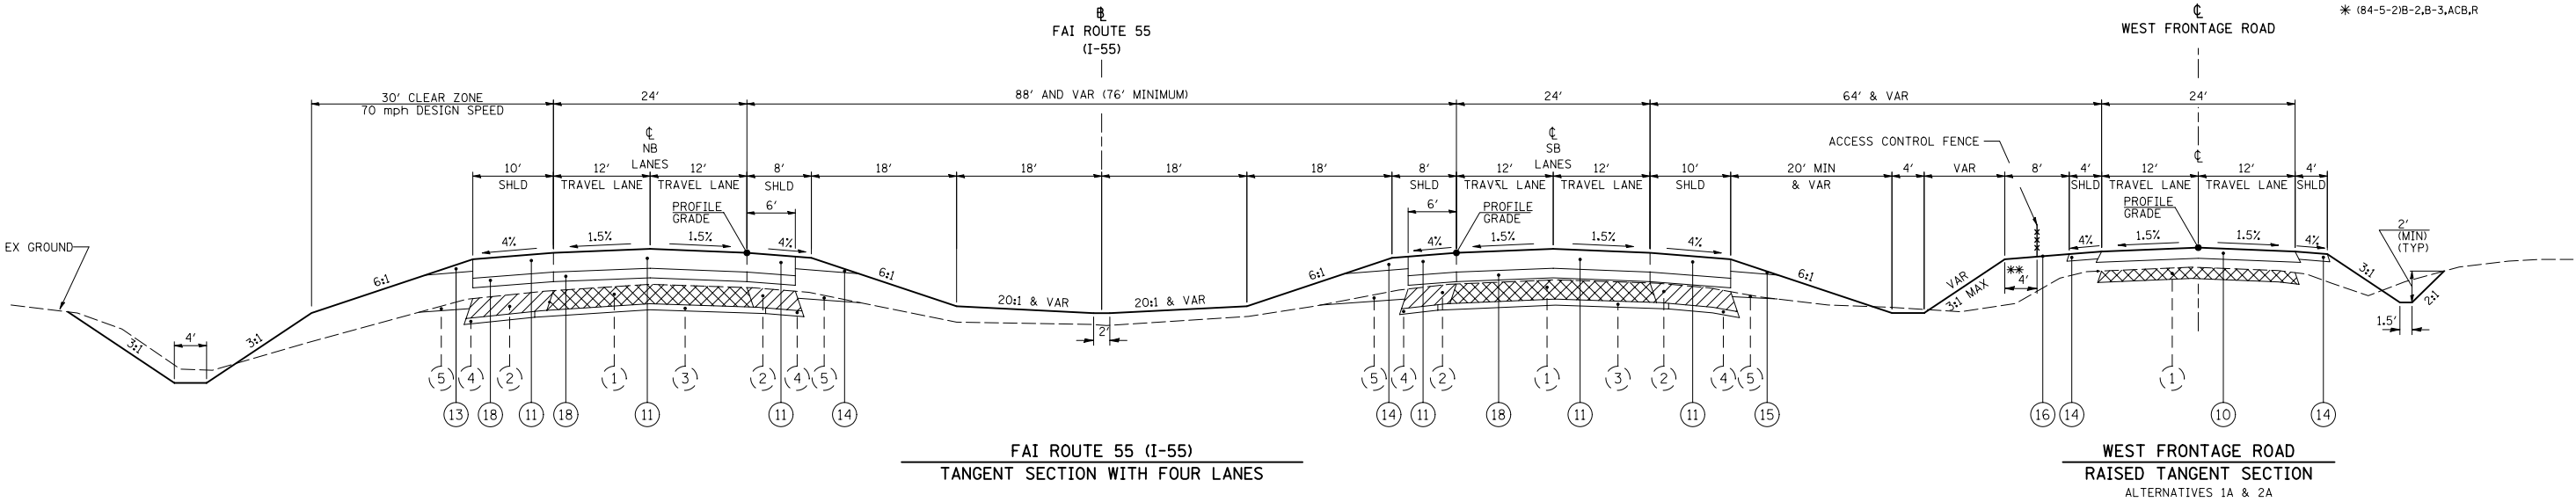 ℄
FAI ROUTE 55
(I-55)
℄
WEST FRONTAGE ROAD
* (84-5-2)B-2,B-3,ACB,R
30' CLEAR ZONE
70 mph DESIGN SPEED
24'
88' AND VAR (76' MINIMUM)
24'
64' & VAR
24'
℄
NB
LANES
℄
SB
LANES
ACCESS CONTROL FENCE
℄
10'
SHLD
12'
TRAVEL LANE
12'
TRAVEL LANE
8'
SHLD
18'
18'
18'
18'
8'
SHLD
12'
TRAVEL LANE
12'
TRAVEL LANE
10'
SHLD
20' MIN
& VAR
4'
VAR
8'
4'
SHLD
12'
TRAVEL LANE
12'
TRAVEL LANE
4'
SHLD
PROFILE
GRADE
6'
6'
PROFILE
GRADE
PROFILE
GRADE
2'
(MIN)
(TYP)
EX GROUND
4%
1.5%
1.5%
4%
4%
1.5%
1.5%
4%
4%
1.5%
1.5%
4%
3:1
4'
3:1
6:1
6:1
20:1 & VAR
20:1 & VAR
2'
6:1
6:1
VAR
3:1 MAX
**
4'
3:1
2:1
1.5'
5
4
2
1
3
2
4
5
5
4
2
1
3
2
4
5
1
13
18
11
18
11
11
14
14
11
18
11
11
15
16
14
10
14
FAI ROUTE 55 (I-55)
TANGENT SECTION WITH FOUR LANES
WEST FRONTAGE ROAD
RAISED TANGENT SECTION
ALTERNATIVES 1A & 2A